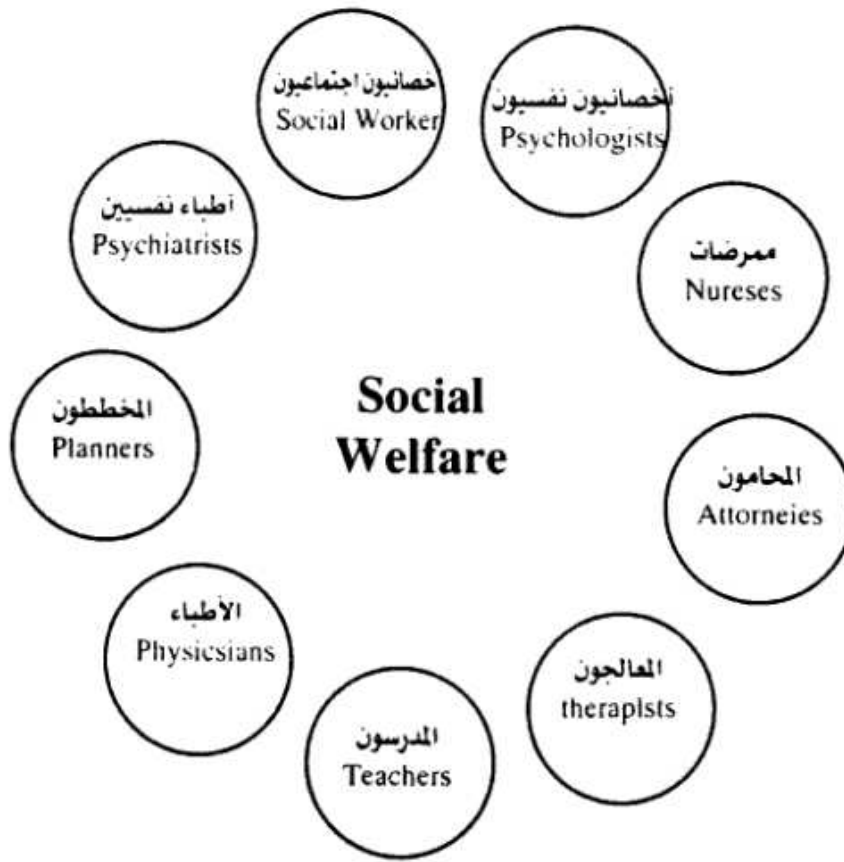 خصائيون اجتماعيون
Social Worker
أخصائيون نفسيون
Psychologists
أطباء نفسيين
Psychiatrists
ممرضات
Nureses
المخططون
Planners
Social
Welfare
المحامون
Attorneies
الأطباء
Physicsians
المعالجون
therapists
المدرسون
Teachers